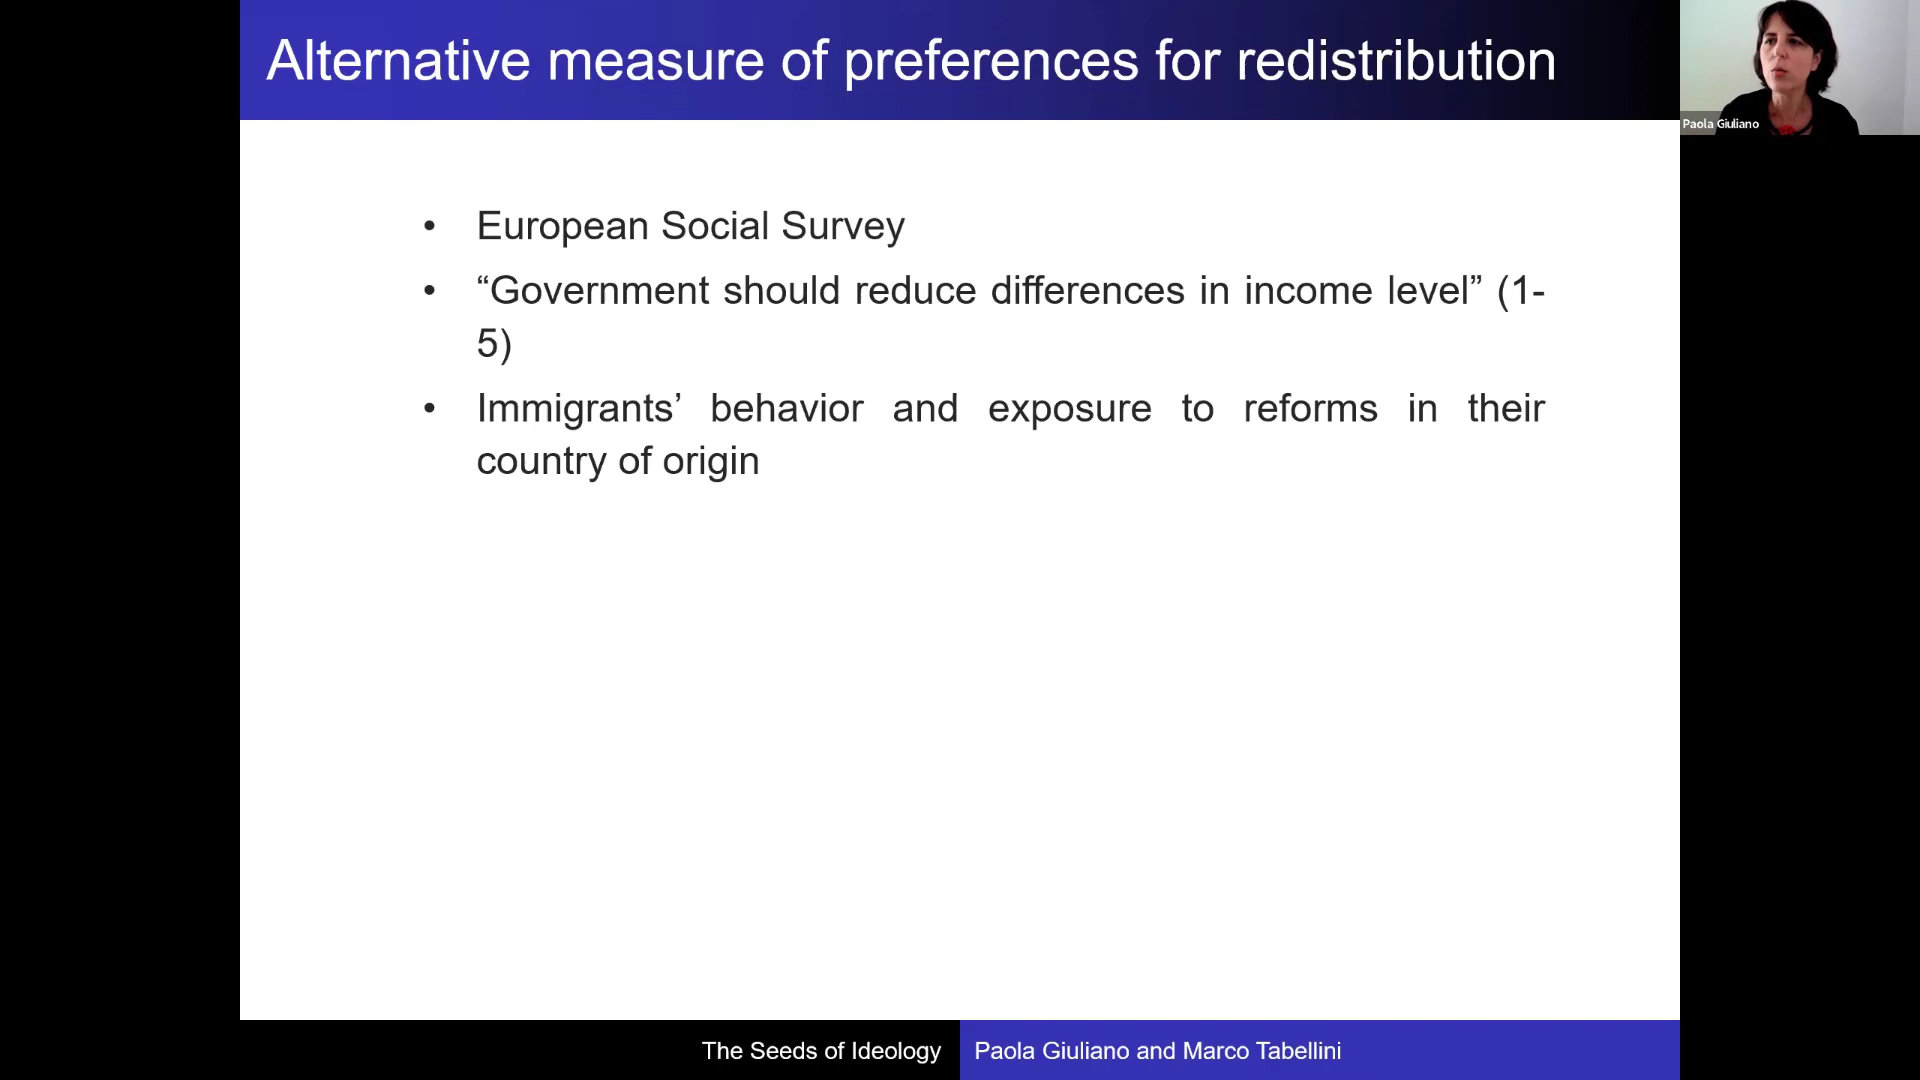 Alternative measure of preferences for redistribution
Paola Giuliano
• European Social Survey
• “Government should reduce differences in income level” (1-
5)
• Immigrants’ behavior and exposure to reforms in their
country of origin
The Seeds of Ideology
Paola Giuliano and Marco Tabellini